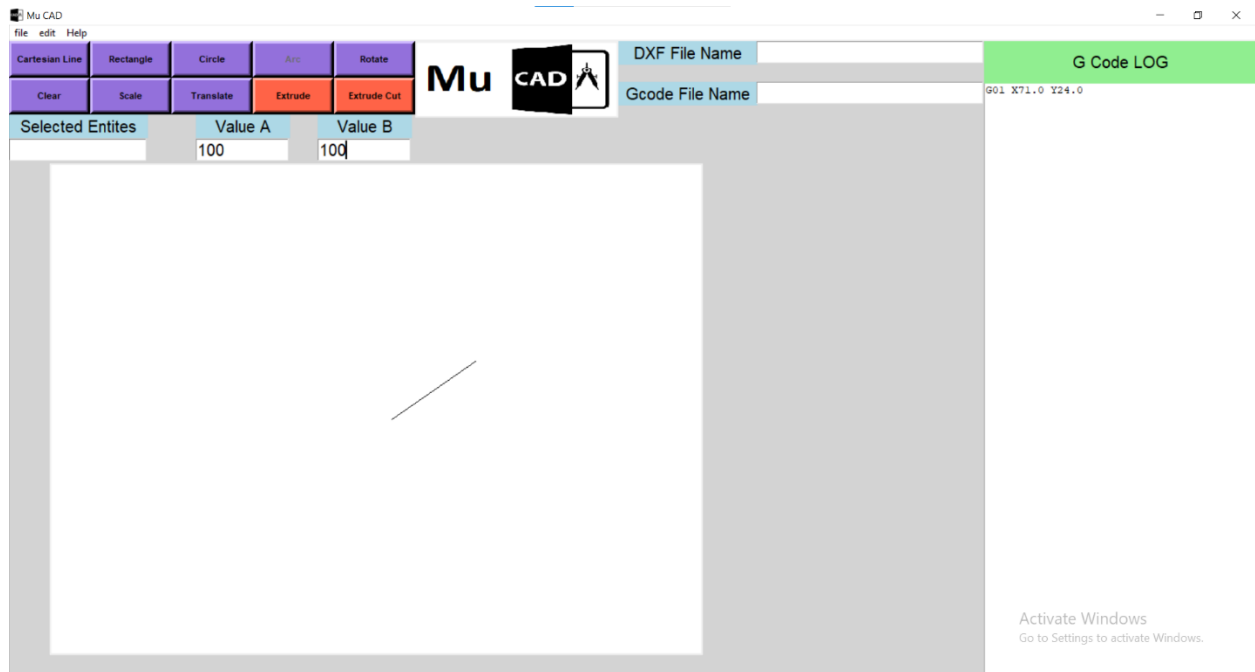 Mu CAD
file edit Help
Cartesian Line Rectangle Circle Arc Rotate
Clear Scale Translate Extrude Extrude Cut
Mu CAD
DXF File Name
Gcode File Name
G Code LOG
G01 X71.0 Y24.0
Selected Entites Value A Value B
100 100
Activate Windows
Go to Settings to activate Windows.